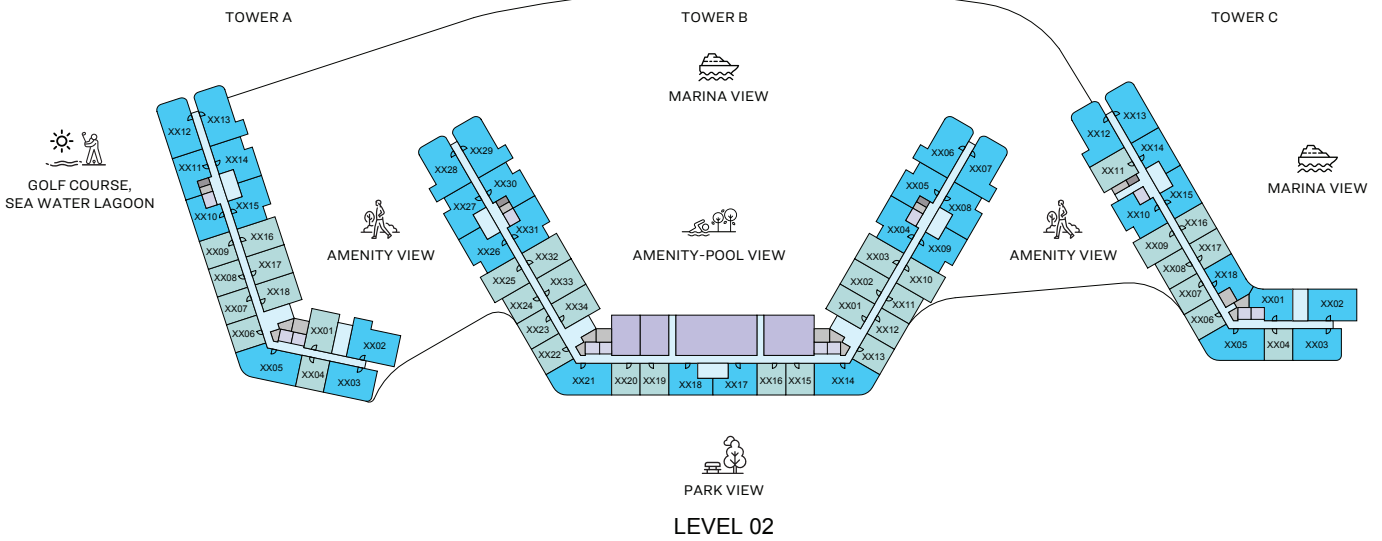 TOWER A
TOWER B
TOWER C
MARINA VIEW
GOLF COURSE,
SEA WATER LAGOON
AMENITY VIEW
AMENITY-POOL VIEW
AMENITY VIEW
MARINA VIEW
PARK VIEW
LEVEL 02
XX12
XX13
XX11
XX14
XX10
XX15
XX09
XX16
XX08
XX17
XX07
XX18
XX06
XX01
XX02
XX05
XX04
XX03
XX28
XX29
XX27
XX30
XX26
XX31
XX25
XX32
XX24
XX33
XX23
XX34
XX22
XX21
XX20
XX19
XX18
XX17
XX16
XX15
XX14
XX06
XX07
XX05
XX08
XX04
XX09
XX03
XX10
XX02
XX11
XX01
XX12
XX13
XX12
XX13
XX11
XX14
XX10
XX15
XX09
XX16
XX08
XX17
XX07
XX18
XX06
XX01
XX02
XX05
XX04
XX03